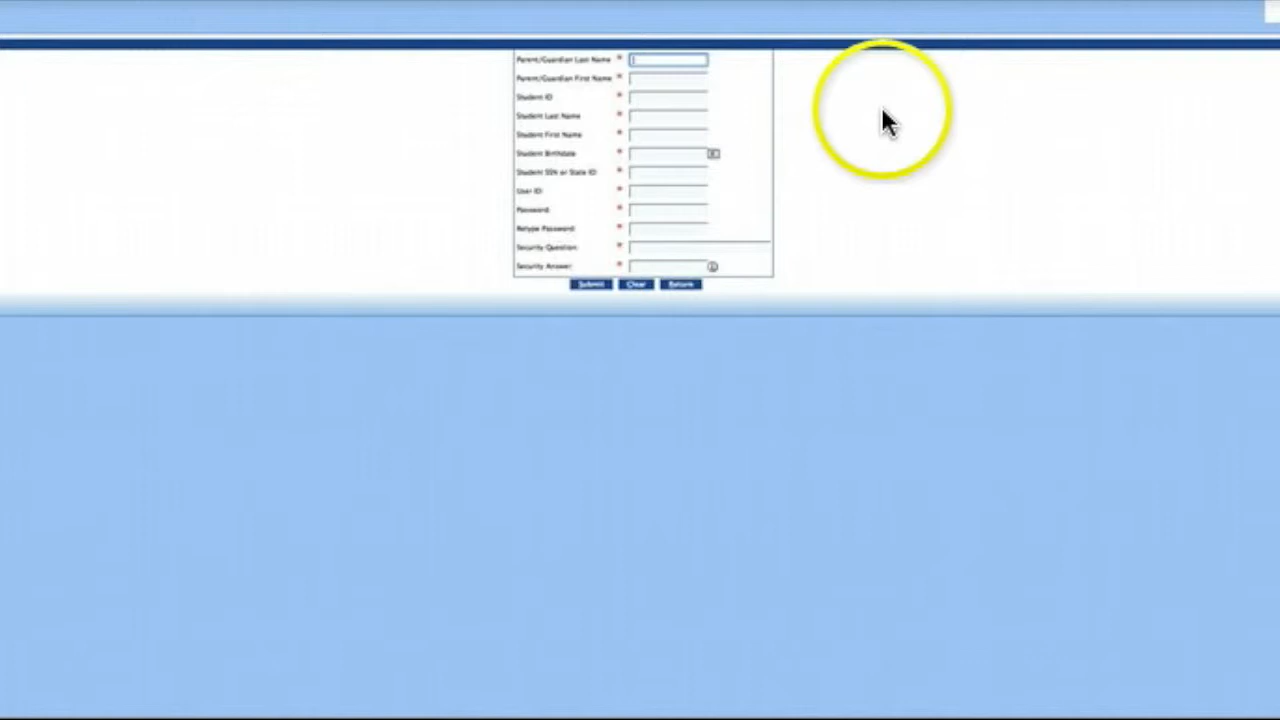 Parent/Guardian Last Name *
Parent/Guardian First Name *
Student ID *
Student Last Name *
Student First Name *
Student Birthdate *
Student SSN or State ID *
User ID *
Password *
Retype Password *
Security Question *
Security Answer *
Submit Clear Return